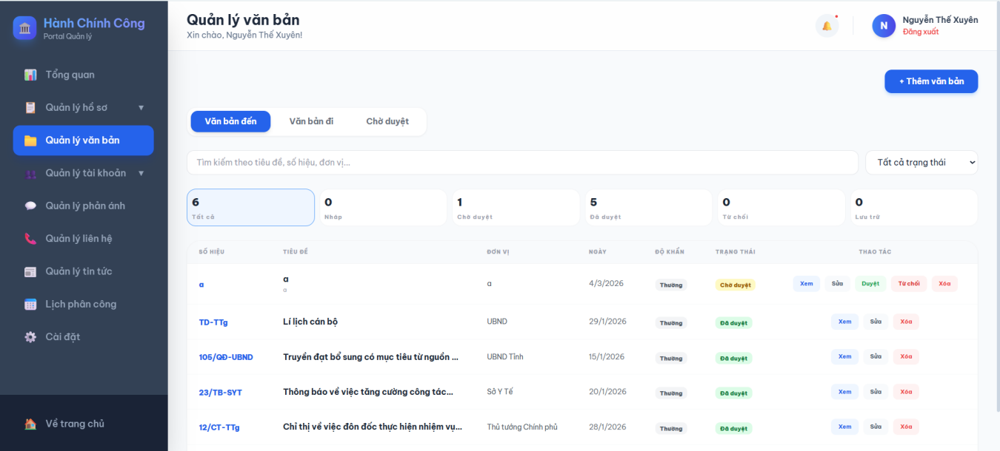 Hành Chính Công
Portal Quản lý
Tổng quan
Quản lý hồ sơ ▼
Quản lý văn bản
Quản lý tài khoản ▼
Quản lý phản ánh
Quản lý liên hệ
Quản lý tin tức
Lịch phân công
Cài đặt
Về trang chủ
Quản lý văn bản
Xin chào, Nguyễn Thế Xuyên!
N
Nguyễn Thế Xuyên
Đăng xuất
+ Thêm văn bản
Văn bản đến Văn bản đi Chờ duyệt
Tìm kiếm theo tiêu đề, số hiệu, đơn vị... Tất cả trạng thái
6 0 1 5 0 0
Tất cả Nháp Chờ duyệt Đã duyệt Từ chối Lưu trữ
SỐ HIỆU TIÊU ĐỀ ĐƠN VỊ NGÀY ĐỘ KHẨN TRẠNG THÁI THAO TÁC
a a a 4/3/2026 Thường Chờ duyệt Xem Sửa Duyệt Từ chối Xóa
a
TD-TTg Lí lịch cán bộ UBND 29/1/2026 Thường Đã duyệt Xem Sửa Xóa
105/QĐ-UBND Truyền đạt bổ sung có mục tiêu từ nguồn ... UBND Tỉnh 15/1/2026 Thường Đã duyệt Xem Sửa Xóa
23/TB-SYT Thông báo về việc tăng cường công tác... Sở Y Tế 20/1/2026 Thường Đã duyệt Xem Sửa Xóa
12/CT-TTg Chỉ thị về việc đôn đốc thực hiện nhiệm vụ... Thủ tướng Chính phủ 28/1/2026 Thường Đã duyệt Xem Sửa Xóa